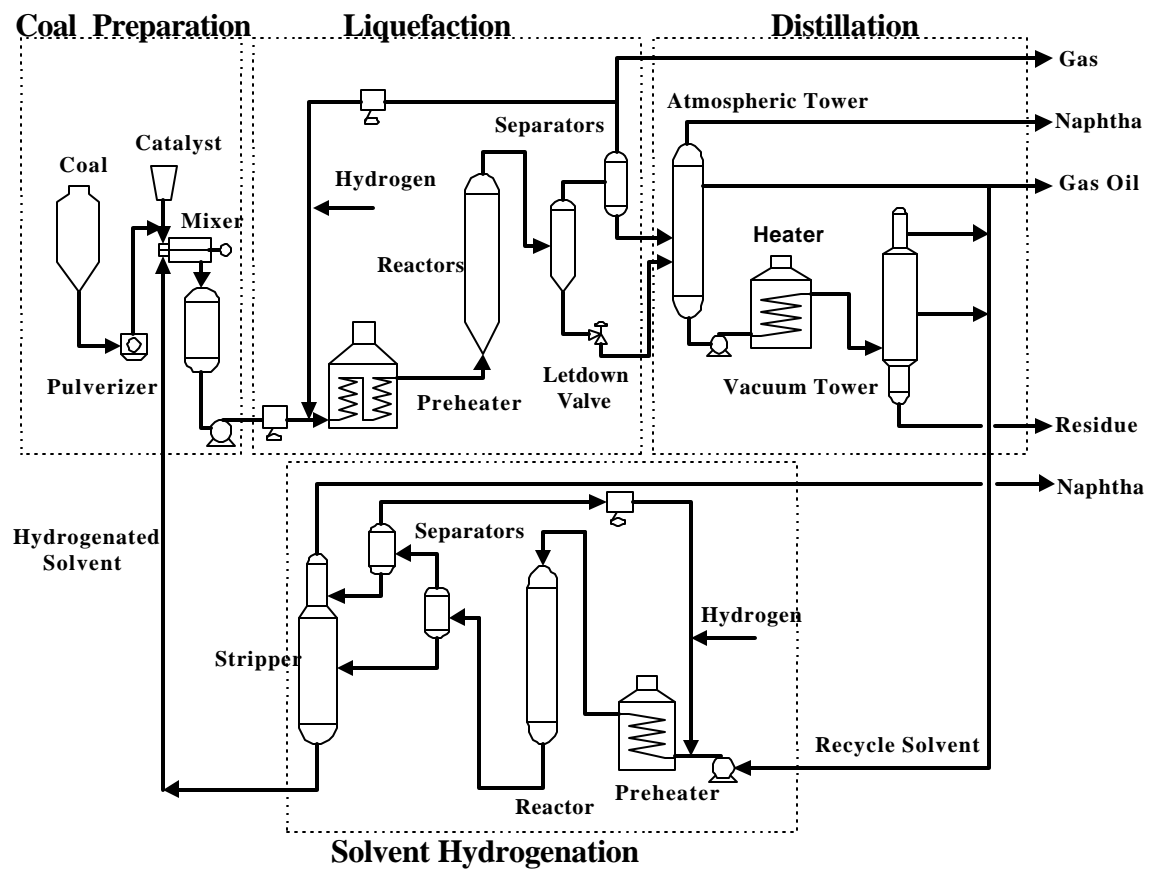 Coal Preparation
Liquefaction
Distillation
Gas
Atmospheric Tower
Naphtha
Separators
Catalyst
Coal
Hydrogen
Gas Oil
Mixer
Heater
Reactors
Pulverizer
Preheater
Letdown
Valve
Vacuum Tower
Residue
Naphtha
Hydrogenated
Solvent
Separators
Hydrogen
Stripper
Recycle Solvent
Preheater
Reactor
Solvent Hydrogenation